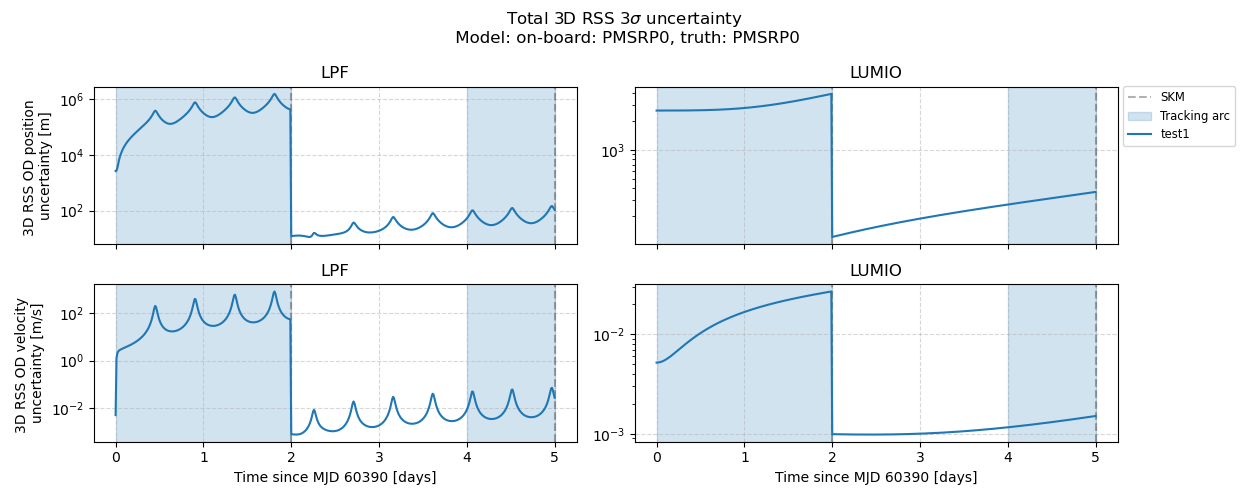 Total 3D RSS 3σ uncertainty
Model: on-board: PMSRP0, truth: PMSRP0
LPF
3D RSS OD position
uncertainty [m]
10^6
10^4
10^2
LUMIO
10^3
SKM
Tracking arc
test1
LPF
3D RSS OD velocity
uncertainty [m/s]
10^2
10^0
10^−2
0 1 2 3 4 5
Time since MJD 60390 [days]
LUMIO
10^−2
10^−3
0 1 2 3 4 5
Time since MJD 60390 [days]